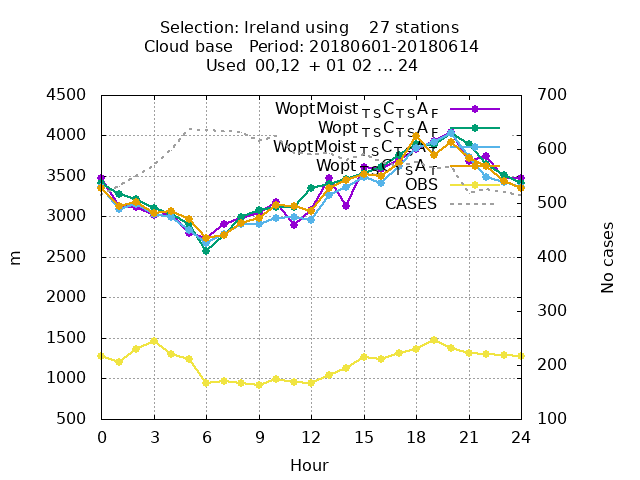 Selection: Ireland using 27 stations
Cloud base Period: 20180601-20180614
Used 00,12 + 01 02 ... 24
4500
4000
3500
3000
2500
2000
1500
1000
500
m
700
600
500
400
300
200
100
No cases
WoptMoist TS C TS A F
Wopt TS C TS A F
WoptMoist TS C TS A T
Wopt TS C TS A T
OBS
CASES
0 3 6 9 12 15 18 21 24
Hour